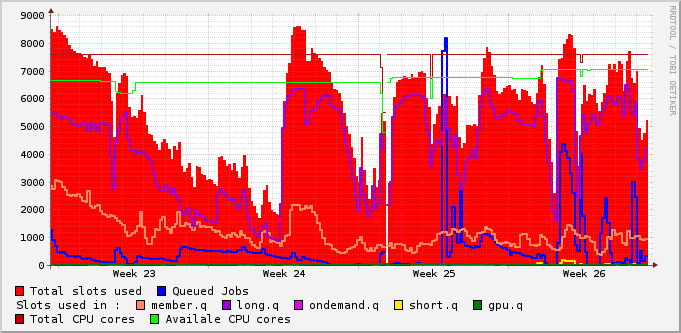 RRDTOOL / TOBI OETIKER
9000
8000
7000
6000
5000
4000
3000
2000
1000
0
Week 23 Week 24 Week 25 Week 26
Total slots used Queued Jobs
Slots used in : member.q long.q ondemand.q short.q gpu.q
Total CPU cores Availale CPU cores